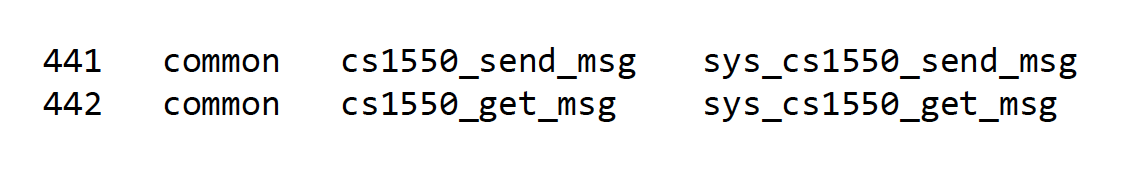 441 common cs1550_send_msg sys_cs1550_send_msg
442 common cs1550_get_msg sys_cs1550_get_msg